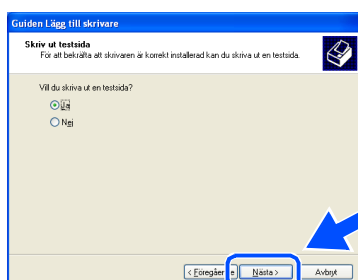 Guiden Lägg till skrivare
Skriv ut testsida
För att bekräfta att skrivaren är korrekt installerad kan du skriva ut en testsida.
Vill du skriva ut en testsida?
Ja
Nej
< Föregående Nästa > Avbryt